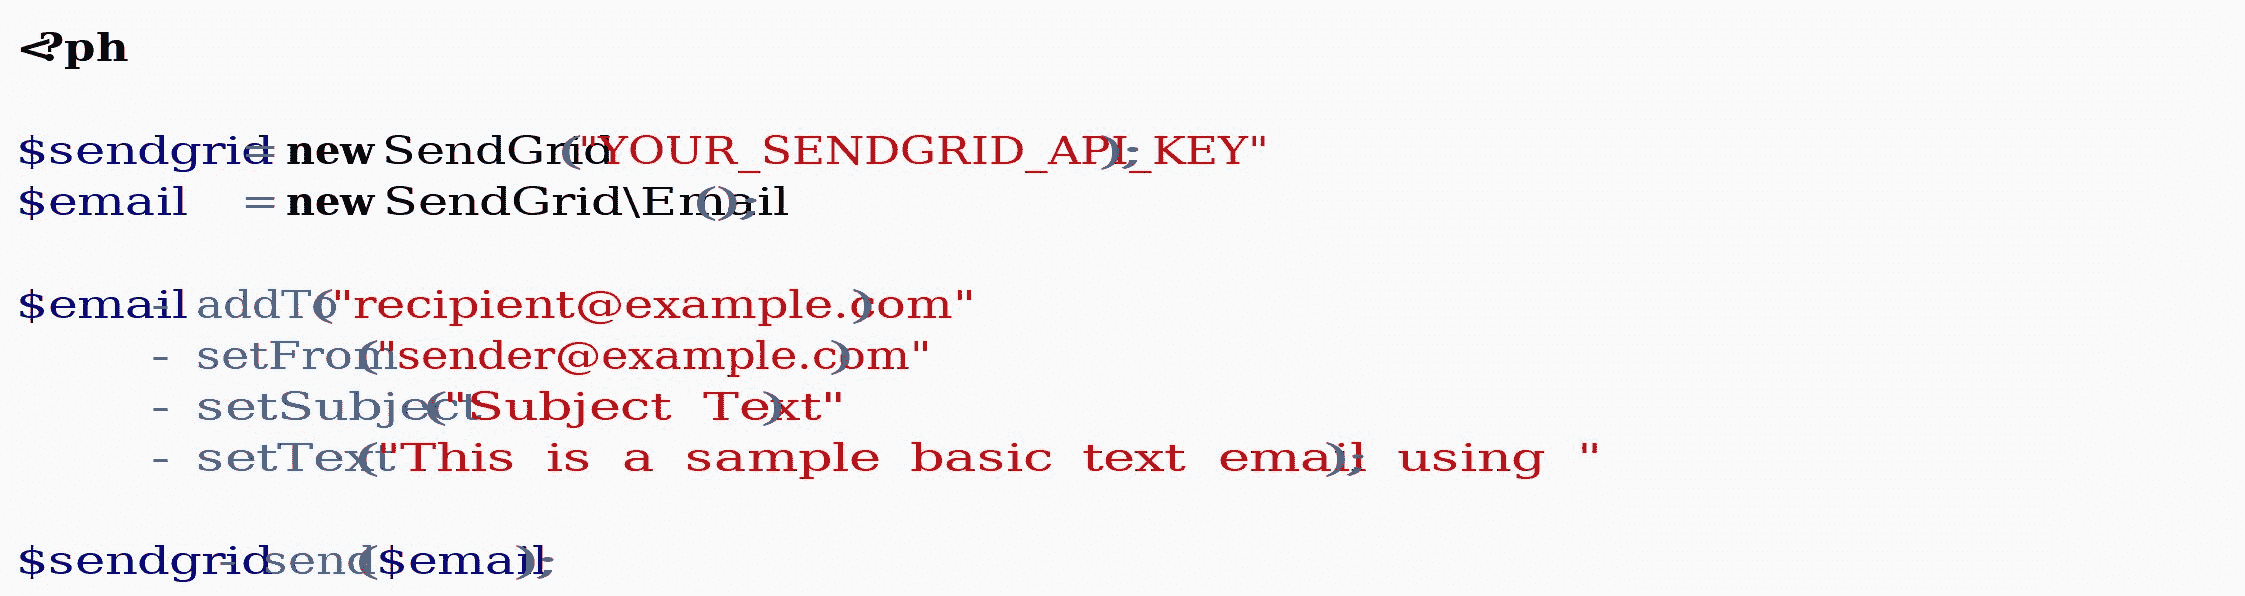 <?ph
$sendgrid = new SendGrid("YOUR_SENDGRID_API_KEY");
$email = new SendGrid\Email();
$email- addTo("recipient@example.com")
- setFrom("sender@example.com")
- setSubject("Subject Text")
- setText("This is a sample basic text email using ");
$sendgrid- send($email);